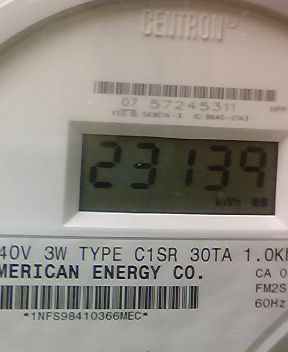 CENTRON®
07 57245311
23139
kWh
40V 3W TYPE C1SR 30TA 1.0Kh
MERICAN ENERGY CO.
CA 0
FM2S
60Hz
*1NFS98410366MEC*